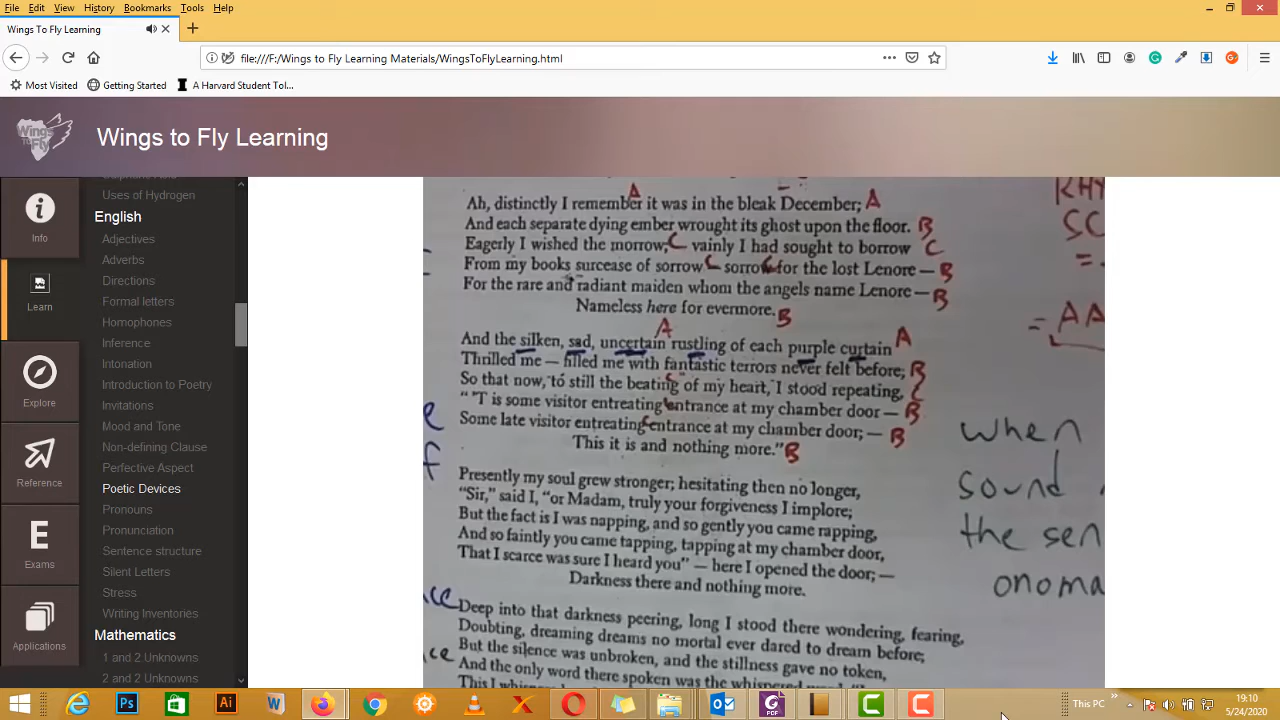 File Edit View History Bookmarks Tools Help
Wings To Fly Learning
file:///F:/Wings to Fly Learning Materials/WingsToFlyLearning.html
Most Visited Getting Started A Harvard Student Tol...
Wings to Fly Learning
Info
Learn
Explore
Reference
Exams
Applications
Uses of Hydrogen
English
Adjectives
Adverbs
Directions
Formal letters
Homophones
Inference
Intonation
Introduction to Poetry
Invitations
Mood and Tone
Non-defining Clause
Perfective Aspect
Poetic Devices
Pronouns
Pronunciation
Sentence structure
Silent Letters
Stress
Writing Inventories
Mathematics
1 and 2 Unknowns
2 and 2 Unknowns
A
Ah, distinctly I remember it was in the bleak December; A
And each separate dying ember wrought its ghost upon the floor. B
Eagerly I wished the morrow; C vainly I had sought to borrow C
From my books surcease of sorrow C sorrow C for the lost Lenore — B
For the rare and radiant maiden whom the angels name Lenore — B
Nameless here for evermore. B
A
And the silken, sad, uncertain rustling of each purple curtain A
Thrilled me — filled me with fantastic terrors never felt before; B
So that now, to still the beating of my heart, I stood repeating, C
" 'T is some visitor entreating entrance at my chamber door — B
Some late visitor entreating entrance at my chamber door; — B
This it is and nothing more." B
Presently my soul grew stronger; hesitating then no longer,
"Sir," said I, "or Madam, truly your forgiveness I implore;
But the fact is I was napping, and so gently you came rapping,
And so faintly you came tapping, tapping at my chamber door,
That I scarce was sure I heard you" — here I opened the door; —
Darkness there and nothing more.
Deep into that darkness peering, long I stood there wondering, fearing,
Doubting, dreaming dreams no mortal ever dared to dream before;
But the silence was unbroken, and the stillness gave no token,
And the only word there spoken was the whispered
This I
RHY
SC
=
= AA
when
sound
the sen
onoma
This PC
19:10
5/24/2020